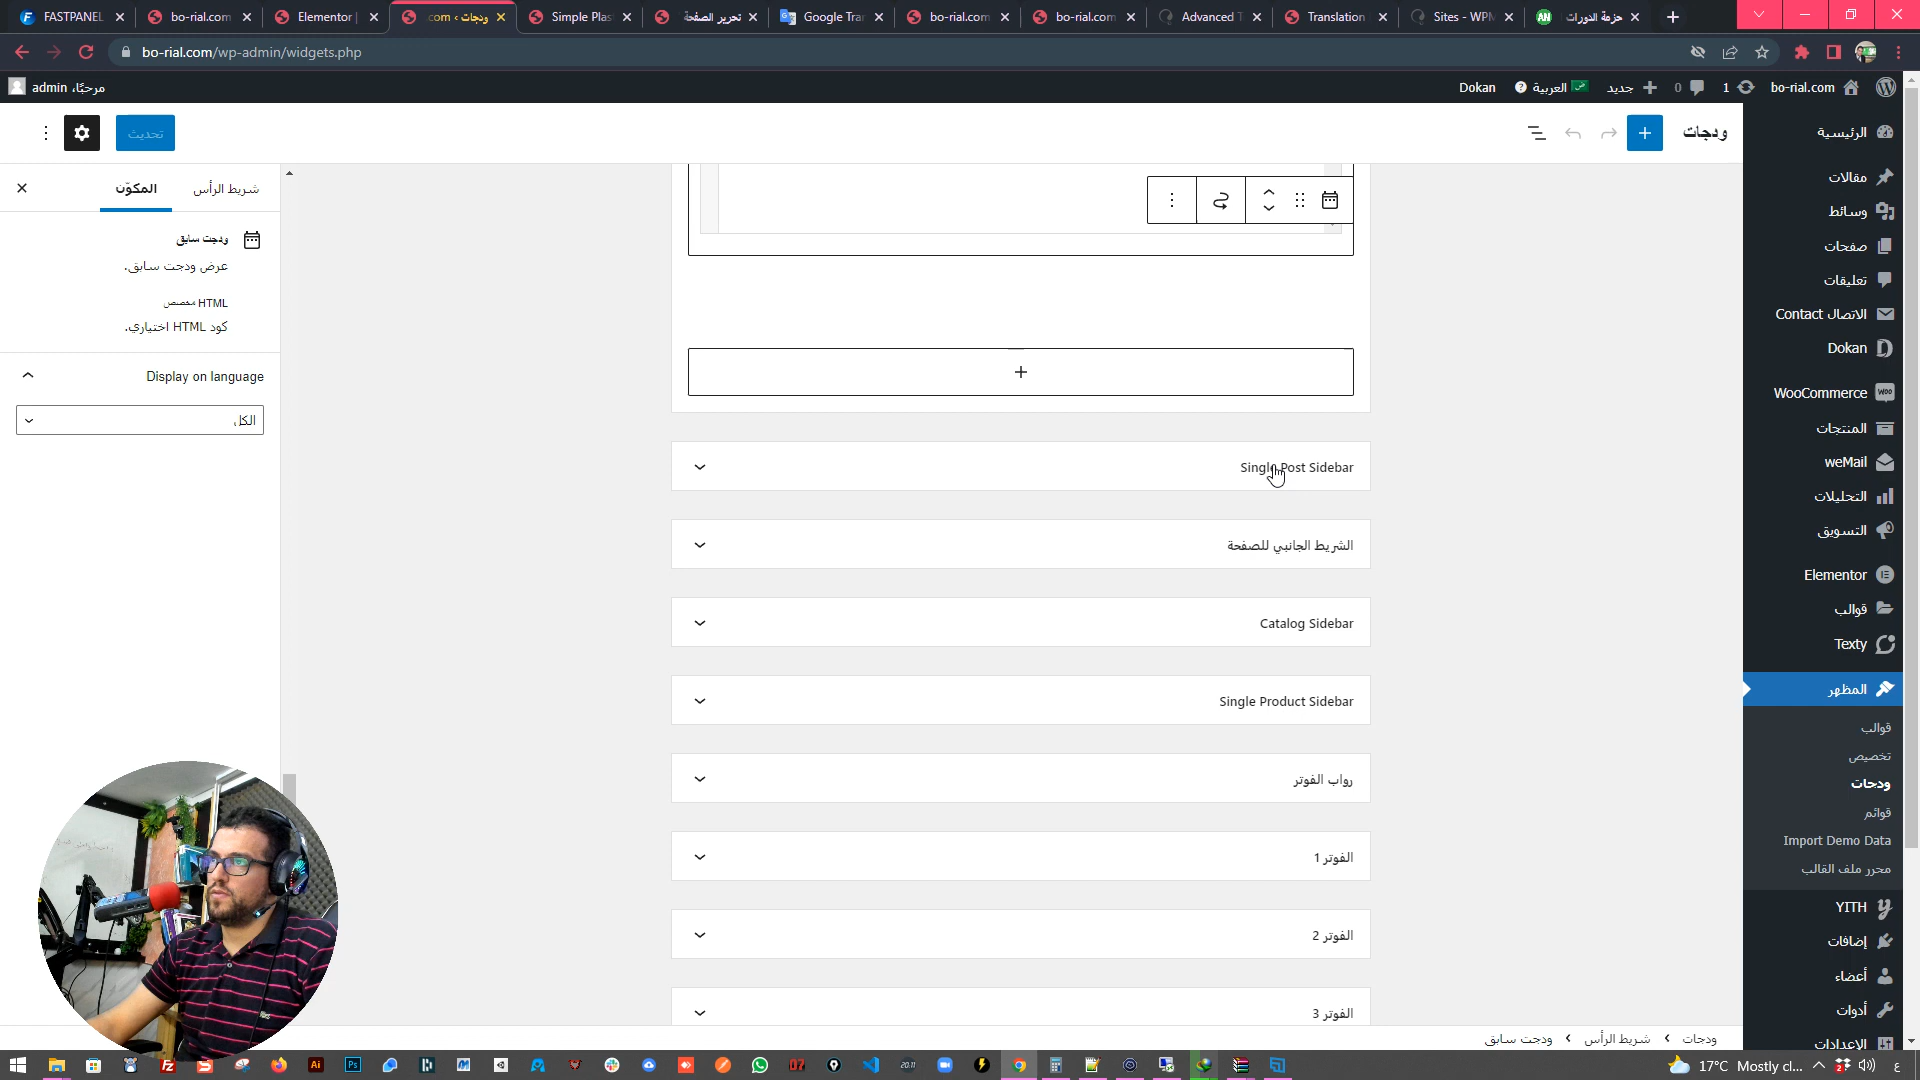 FASTPANEL
bo-rial.com
Elementor |
ودجات › com
Simple Plas
تحرير الصفحة
Google Tra
bo-rial.com
bo-rial.com
Advanced T
Translation
Sites - WPM
حزمة الدورات
bo-rial.com/wp-admin/widgets.php
مرحبًا، admin
Dokan
العربية
جديد
0
1
bo-rial.com
تحديث
ودجات
شريط الرأس
المكوّن
ودجت سابق
عرض ودجت سابق.
HTML مخصص
كود HTML اختياري.
Display on language
الكل
Single Post Sidebar
الشريط الجانبي للصفحة
Catalog Sidebar
Single Product Sidebar
رواب الفوتر
الفوتر 1
الفوتر 2
الفوتر 3
الرئيسية
مقالات
وسائط
صفحات
تعليقات
الاتصال Contact
Dokan
WooCommerce
المنتجات
weMail
التحليلات
التسويق
Elementor
قوالب
Texty
المظهر
قوالب
تخصيص
ودجات
قوائم
Import Demo Data
محرر ملف القالب
YITH
إضافات
أعضاء
أدوات
الإعدادات
ودجات
شريط الرأس
ودجت سابق
17°C Mostly cl...
ع